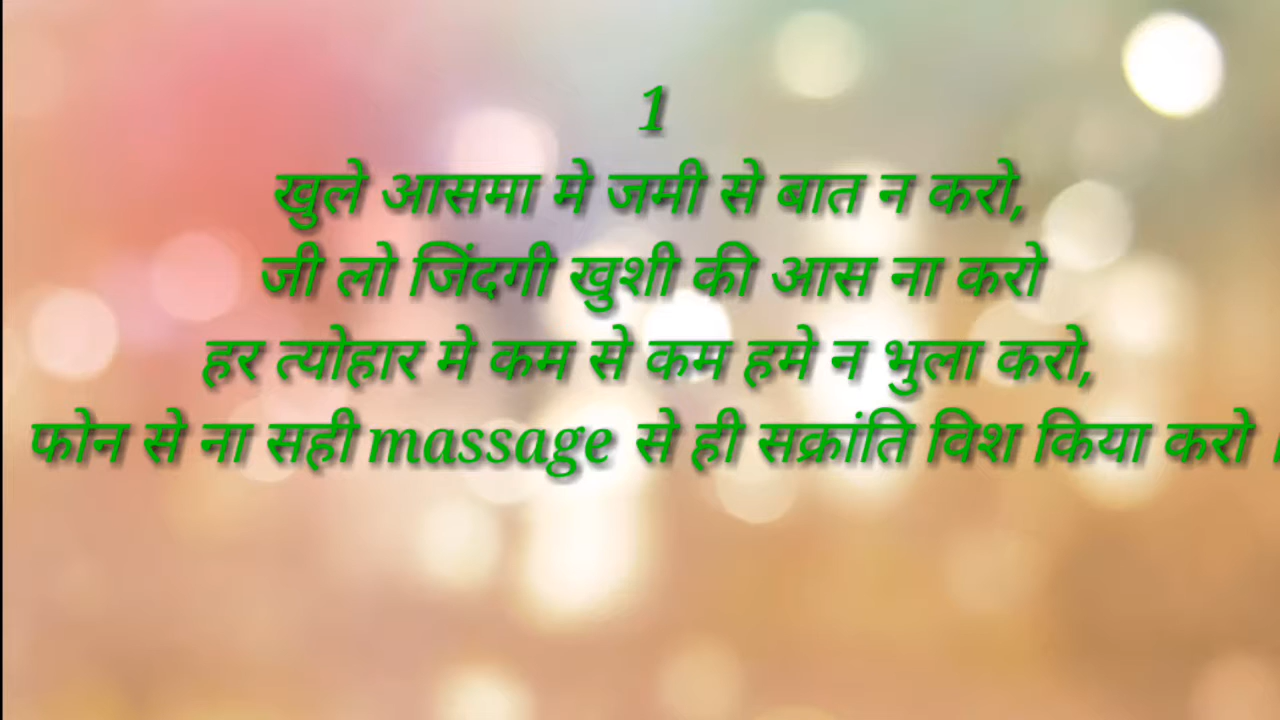 1
खुले आसमा मे जमी से बात न करो,
जी लो जिंदगी खुशी की आस ना करो
हर त्योहार मे कम से कम हमे न भुला करो,
फोन से ना सही massage से ही सक्रांति विश किया करो ।